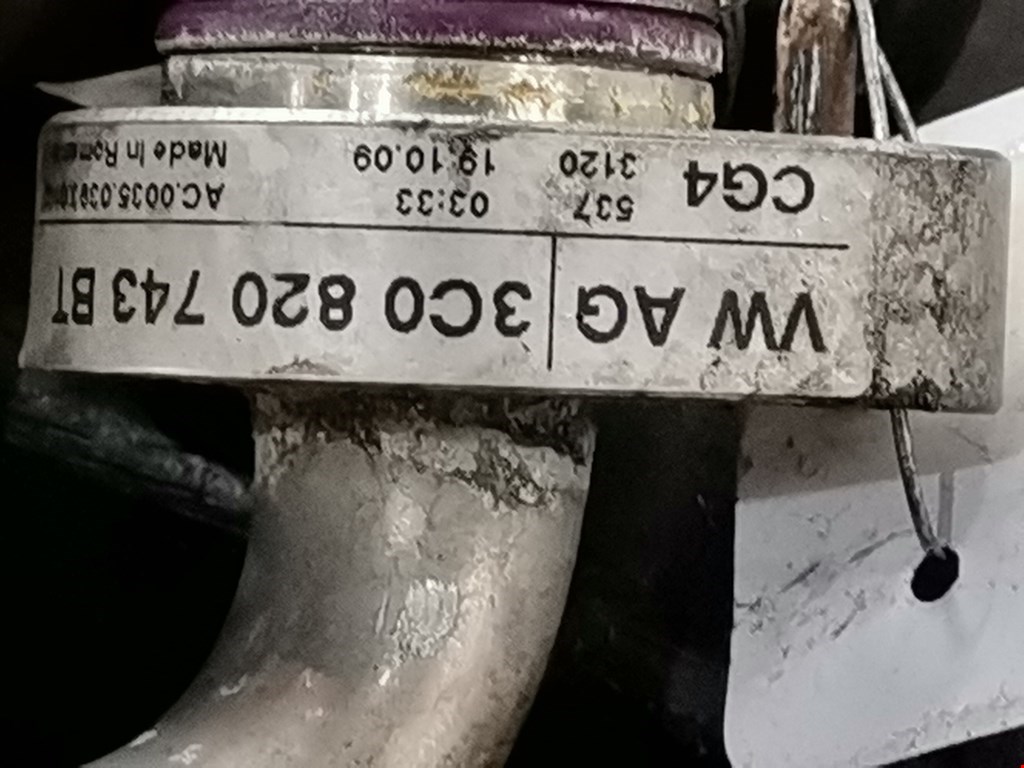 VW AG 3C0 820 743 BT
CG4 537 03:33
3120 19.10.09 Made In